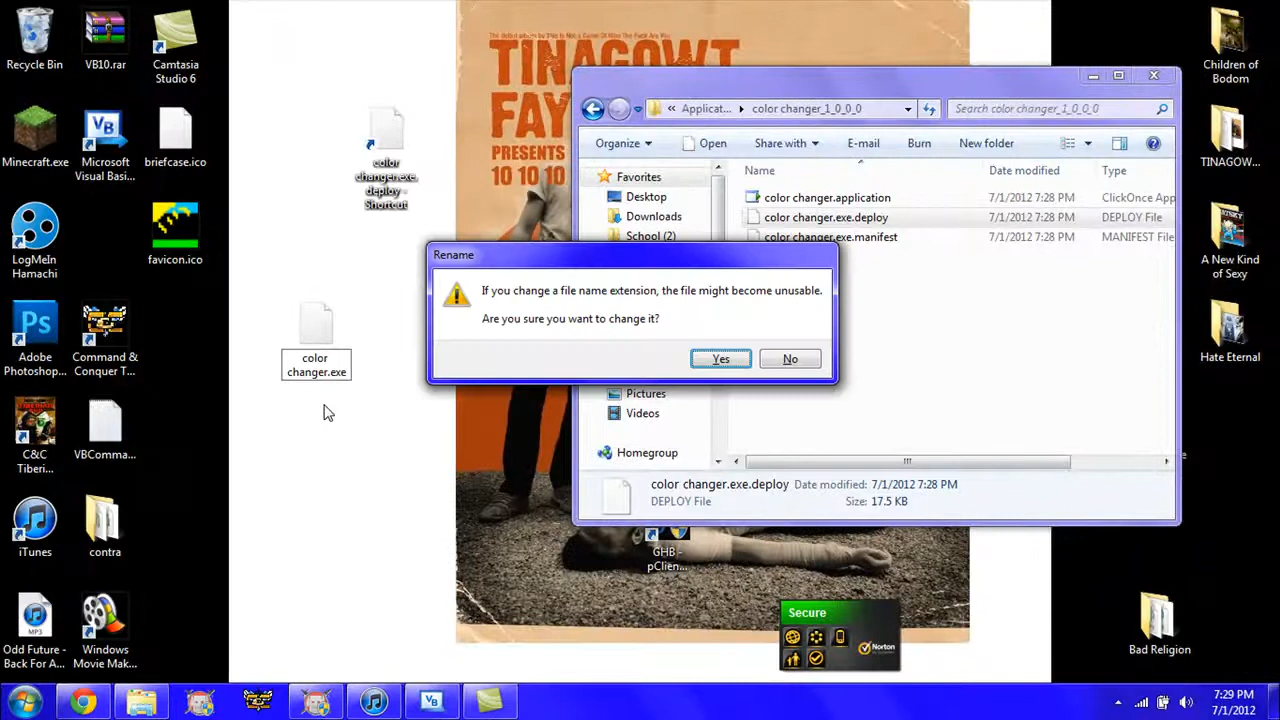 Recycle Bin
VB10.rar
Camtasia
Studio 6
Minecraft.exe
Microsoft
Visual Basi...
briefcase.ico
LogMeIn
Hamachi
favicon.ico
Adobe
Photoshop...
Command &
Conquer T...
C&C
Tiberi...
VBComma...
iTunes
contra
Odd Future -
Back For A...
Windows
Movie Mak...
color
changer.exe.
deploy -
Shortcut
color
changer.exe
TINAGOWT
FAY
PRESENTS
10 10 10
Applicat...
color changer_1_0_0_0
Search color changer_1_0_0_0
Organize
Open
Share with
E-mail
Burn
New folder
Favorites
Desktop
Downloads
School (2)
Pictures
Videos
Homegroup
Name
Date modified
Type
color changer.application
7/1/2012 7:28 PM
ClickOnce App
color changer.exe.deploy
7/1/2012 7:28 PM
DEPLOY File
color changer.exe.manifest
7/1/2012 7:28 PM
MANIFEST File
Rename
If you change a file name extension, the file might become unusable.
Are you sure you want to change it?
Yes
No
color changer.exe.deploy Date modified: 7/1/2012 7:28 PM
DEPLOY File
Size: 17.5 KB
GHB -
pClien...
Secure
Norton
Children of
Bodom
TINAGOW...
A New Kind
of Sexy
Hate Eternal
Bad Religion
7:29 PM
7/1/2012